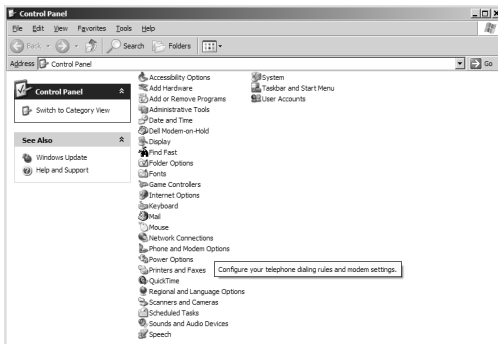 Control Panel
File Edit View Favorites Tools Help
Back Search Folders
Address Control Panel Go
Control Panel
Switch to Category View
See Also
Windows Update
Help and Support
Accessibility Options
Add Hardware
Add or Remove Programs
Administrative Tools
Date and Time
Dell Modem-on-Hold
Display
Find Fast
Folder Options
Fonts
Game Controllers
Internet Options
Keyboard
Mail
Mouse
Network Connections
Phone and Modem Options
Power Options
Printers and Faxes
QuickTime
Regional and Language Options
Scanners and Cameras
Scheduled Tasks
Sounds and Audio Devices
Speech
System
Taskbar and Start Menu
User Accounts
Configure your telephone dialing rules and modem settings.